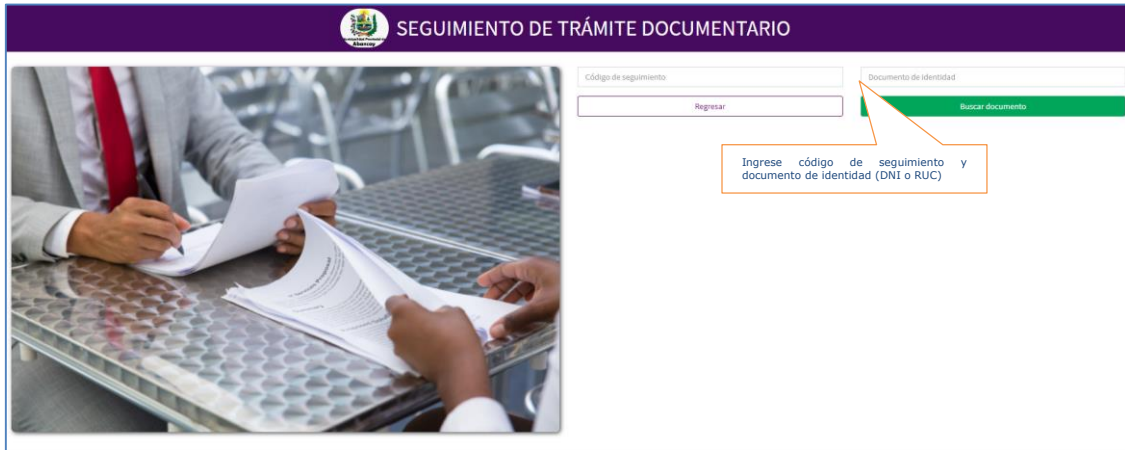 SEGUIMIENTO DE TRÁMITE DOCUMENTARIO
Abancay
Código de seguimiento
Documento de identidad
Regresar
Buscar documento
Ingrese código de seguimiento y
documento de identidad (DNI o RUC)